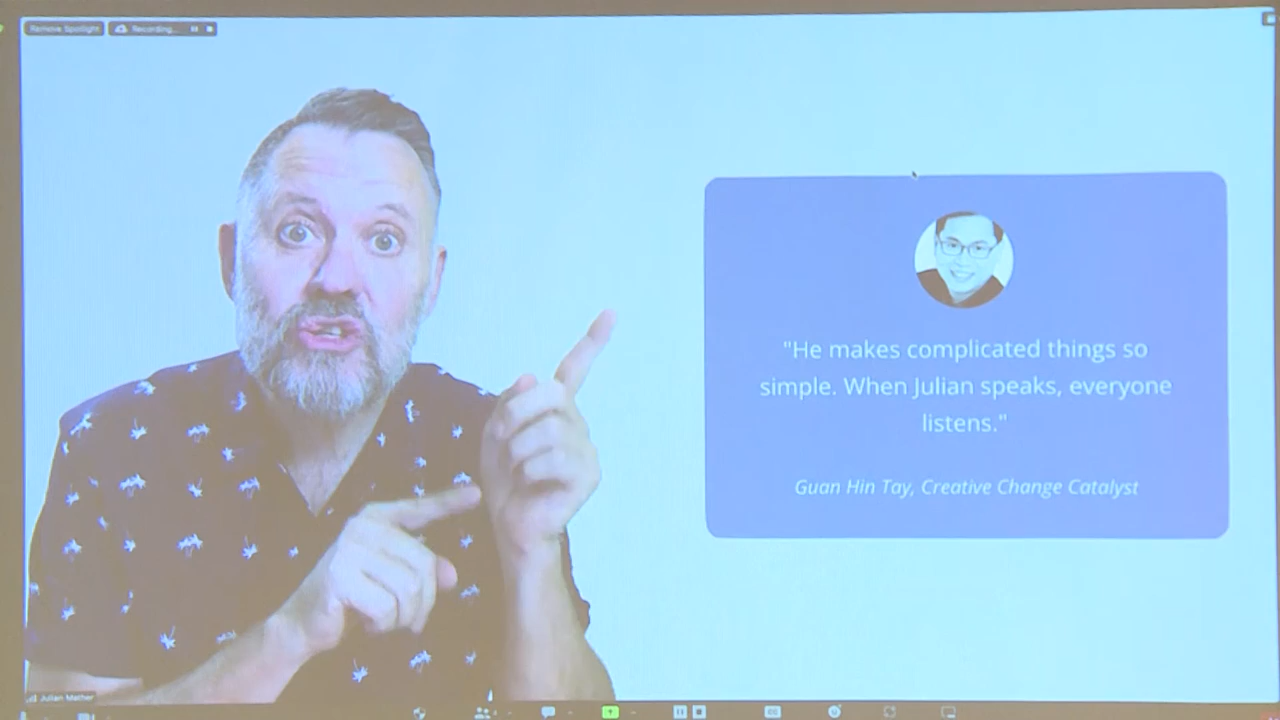 Remove Spotlight
Recording...
"He makes complicated things so
simple. When Julian speaks, everyone
listens."
Guan Hin Tay, Creative Change Catalyst
Julian Mather
CC